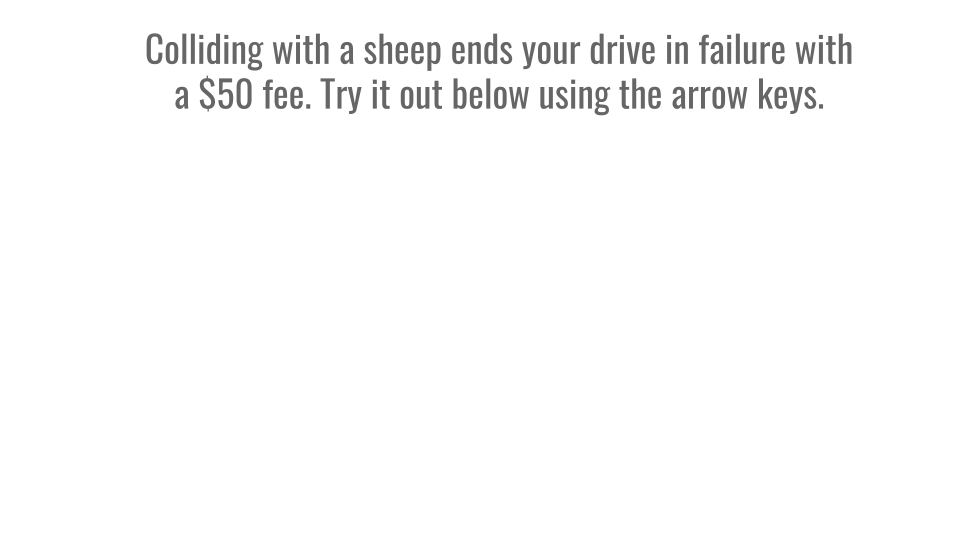 Colliding with a sheep ends your drive in failure with
a $50 fee. Try it out below using the arrow keys.